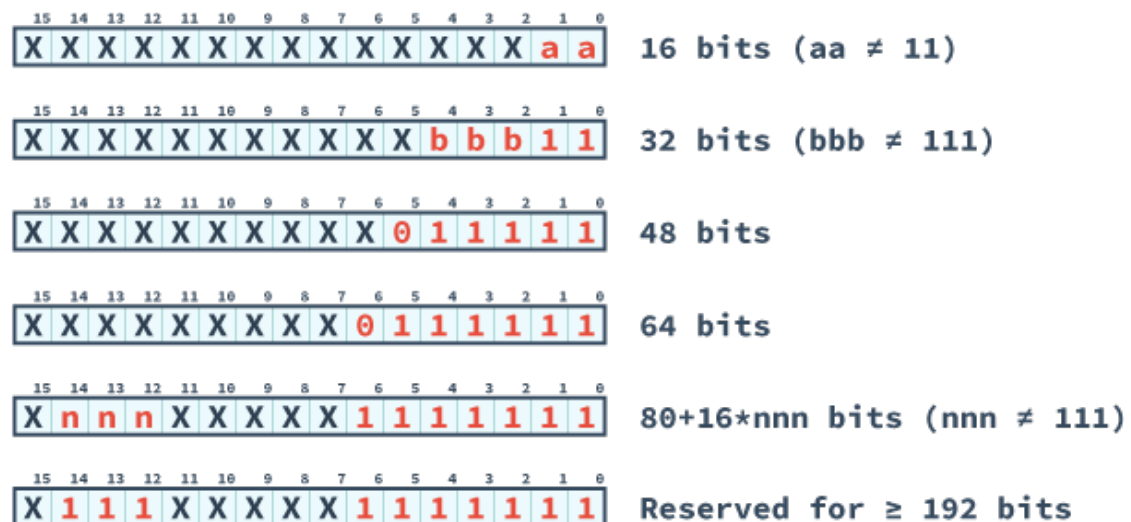 15 14 13 12 11 10 9 8 7 6 5 4 3 2 1 0
X X X X X X X X X X X X X X a a 16 bits (aa ≠ 11)
15 14 13 12 11 10 9 8 7 6 5 4 3 2 1 0
X X X X X X X X X X X b b b 1 1 32 bits (bbb ≠ 111)
15 14 13 12 11 10 9 8 7 6 5 4 3 2 1 0
X X X X X X X X X X 0 1 1 1 1 1 48 bits
15 14 13 12 11 10 9 8 7 6 5 4 3 2 1 0
X X X X X X X X X 0 1 1 1 1 1 1 64 bits
15 14 13 12 11 10 9 8 7 6 5 4 3 2 1 0
X n n n X X X X X 1 1 1 1 1 1 1 80+16*nnn bits (nnn ≠ 111)
15 14 13 12 11 10 9 8 7 6 5 4 3 2 1 0
X 1 1 1 X X X X X 1 1 1 1 1 1 1 Reserved for ≥ 192 bits